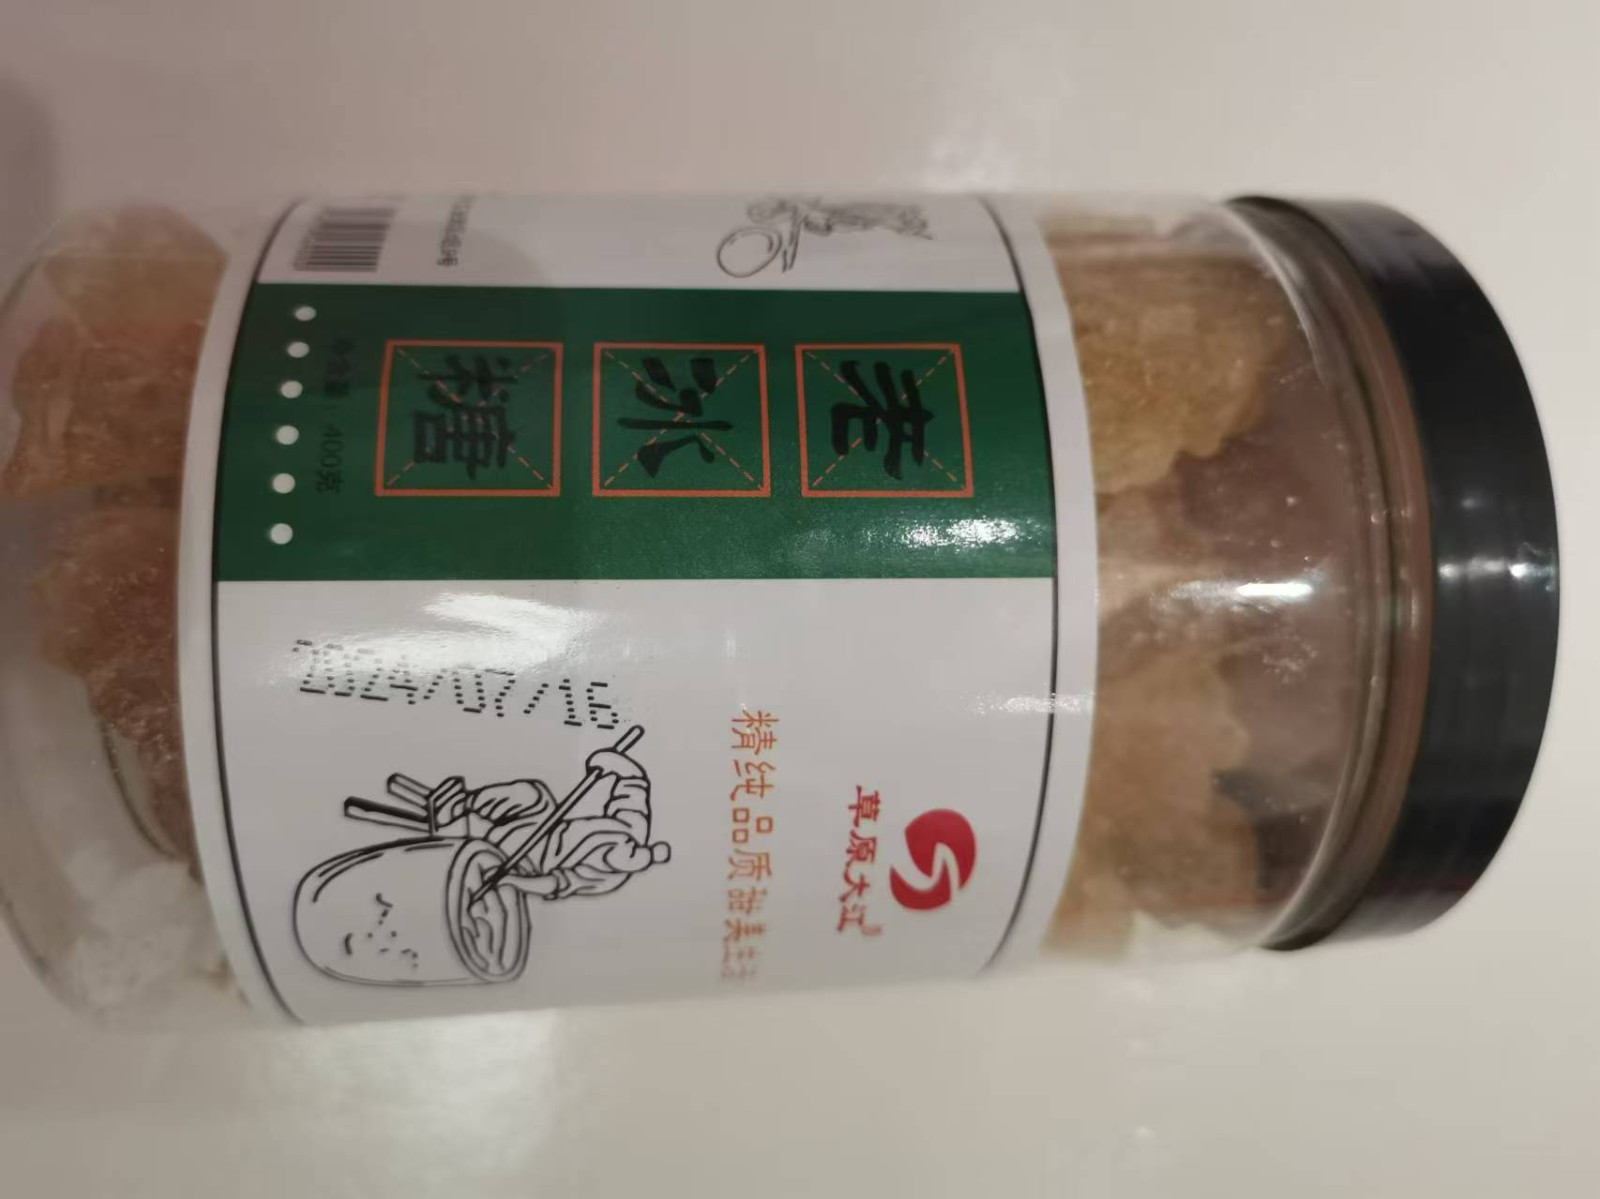 草原大江
精纯品质甜美生活
老冰糖
净含量：400克
2024/07/16